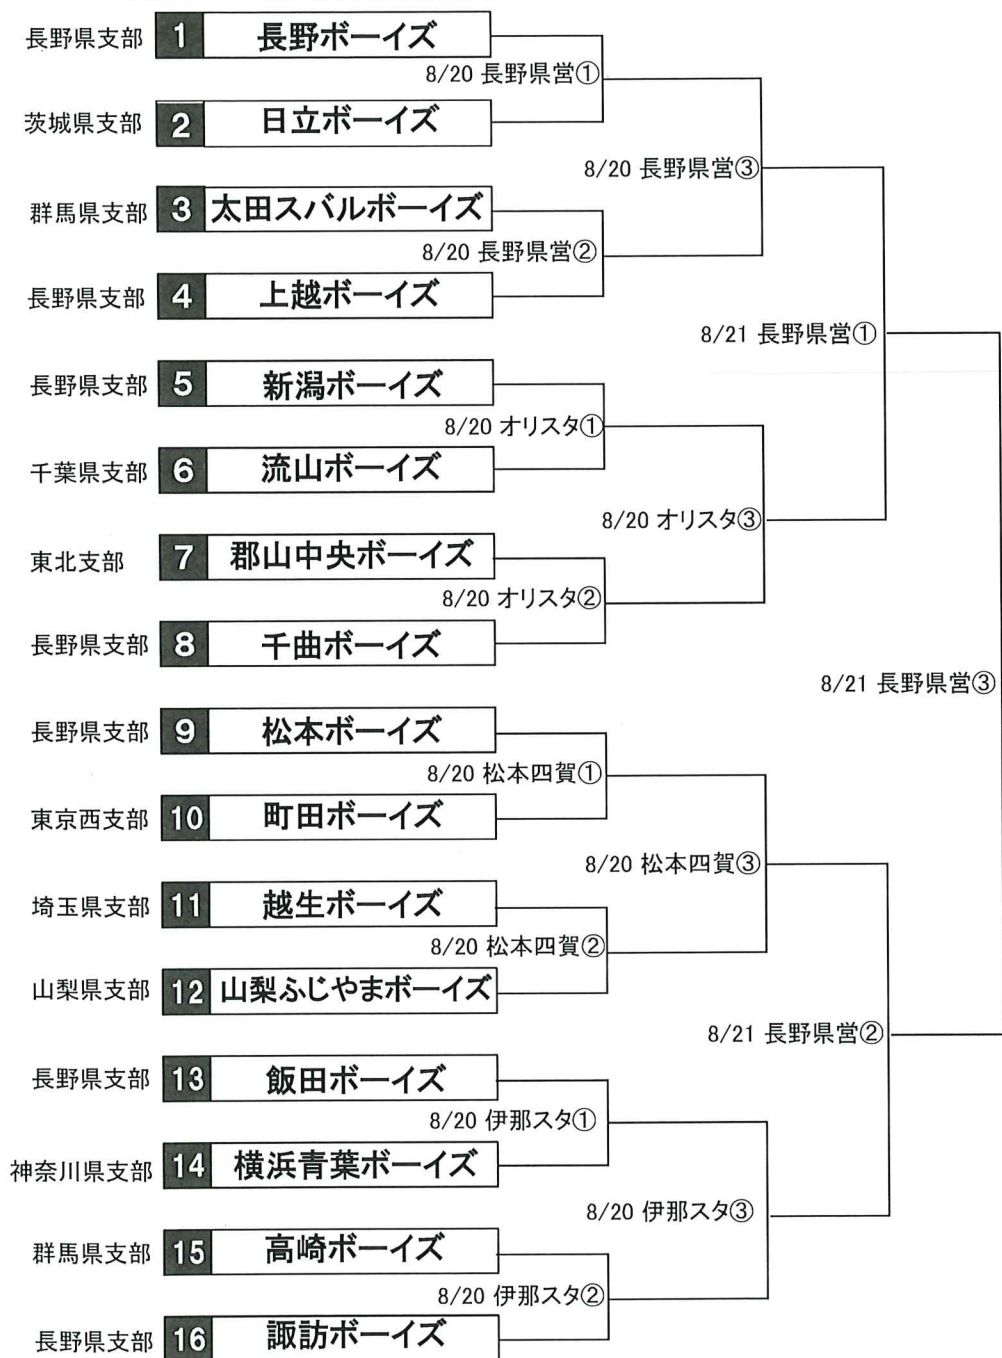 長野県支部 1 長野ボーイズ
8/20 長野県営①
茨城県支部 2 日立ボーイズ
8/20 長野県営③
群馬県支部 3 太田スバルボーイズ
8/20 長野県営②
長野県支部 4 上越ボーイズ
8/21 長野県営①
長野県支部 5 新潟ボーイズ
8/20 オリスタ①
千葉県支部 6 流山ボーイズ
8/20 オリスタ③
東北支部 7 郡山中央ボーイズ
8/20 オリスタ②
長野県支部 8 千曲ボーイズ
8/21 長野県営③
長野県支部 9 松本ボーイズ
8/20 松本四賀①
東京西支部 10 町田ボーイズ
8/20 松本四賀③
埼玉県支部 11 越生ボーイズ
8/20 松本四賀②
山梨県支部 12 山梨ふじやまボーイズ
8/21 長野県営②
長野県支部 13 飯田ボーイズ
8/20 伊那スタ①
神奈川県支部 14 横浜青葉ボーイズ
8/20 伊那スタ③
群馬県支部 15 高崎ボーイズ
8/20 伊那スタ②
長野県支部 16 諏訪ボーイズ